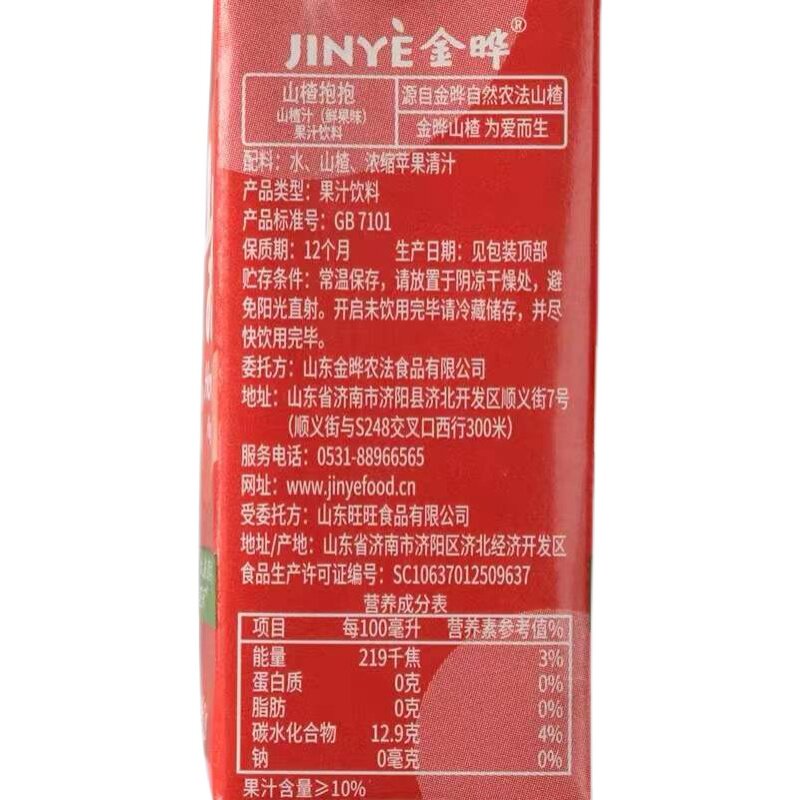 JINYÈ金晔®
山楂抱抱
山楂汁（鲜果味）
果汁饮料
源自金晔自然农法山楂
金晔山楂 为爱而生
配料：水、山楂、浓缩苹果清汁
产品类型：果汁饮料
产品标准号：GB 7101
保质期：12个月 生产日期：见包装顶部
贮存条件：常温保存，请放置于阴凉干燥处，避
免阳光直射。开启未饮用完毕请冷藏储存，并尽
快饮用完毕。
委托方：山东金晔农法食品有限公司
地址：山东省济南市济阳县济北开发区顺义街7号
（顺义街与S248交叉口西行300米）
服务电话：0531-88966565
网址：www.jinyefood.cn
受委托方：山东旺旺食品有限公司
地址/产地：山东省济南市济阳区济北经济开发区
食品生产许可证编号：SC10637012509637
营养成分表
项目 每100毫升 营养素参考值%
能量 219千焦 3%
蛋白质 0克 0%
脂肪 0克 0%
碳水化合物 12.9克 4%
钠 0毫克 0%
果汁含量≥10%